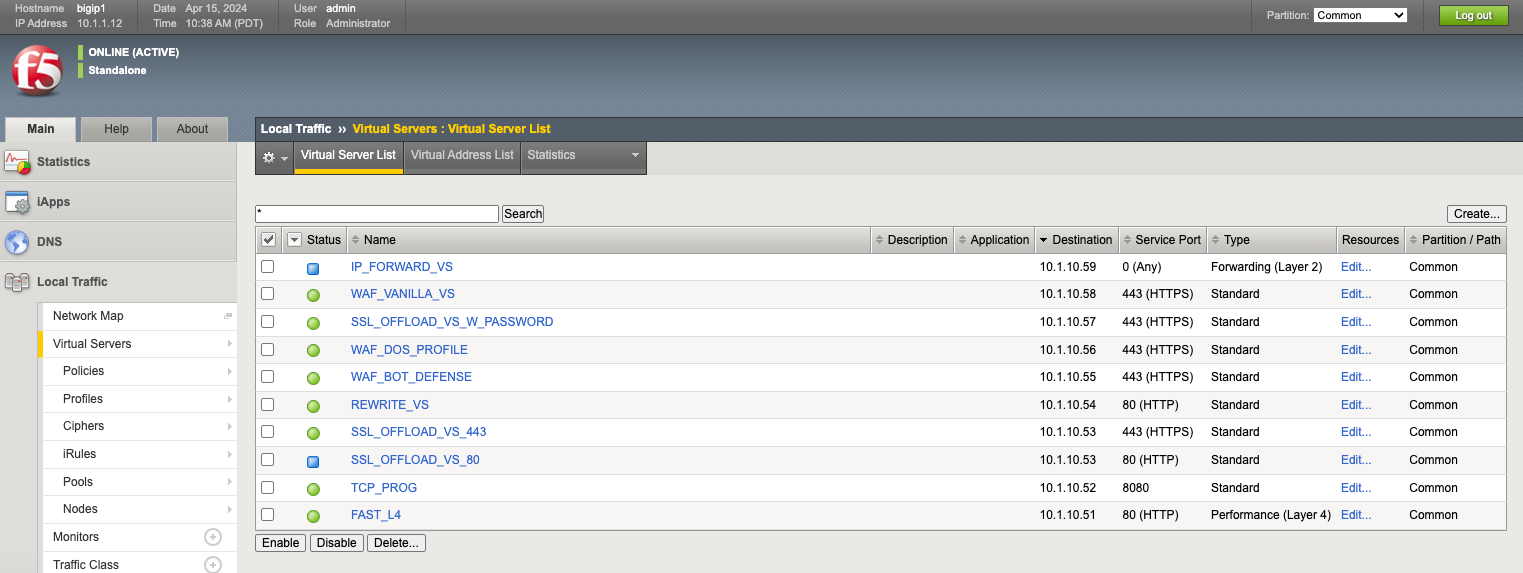 Hostname bigip1 Date Apr 15, 2024 User admin
IP Address 10.1.1.12 Time 10:38 AM (PDT) Role Administrator
Partition: Common Log out
f5
ONLINE (ACTIVE)
Standalone
Main Help About
Statistics
iApps
DNS
Local Traffic
Network Map
Virtual Servers
Policies
Profiles
Ciphers
iRules
Pools
Nodes
Monitors
Traffic Class
Local Traffic ›› Virtual Servers : Virtual Server List
Virtual Server List Virtual Address List Statistics
* Search Create...
Status Name Description Application Destination Service Port Type Resources Partition / Path
IP_FORWARD_VS 10.1.10.59 0 (Any) Forwarding (Layer 2) Edit... Common
WAF_VANILLA_VS 10.1.10.58 443 (HTTPS) Standard Edit... Common
SSL_OFFLOAD_VS_W_PASSWORD 10.1.10.57 443 (HTTPS) Standard Edit... Common
WAF_DOS_PROFILE 10.1.10.56 443 (HTTPS) Standard Edit... Common
WAF_BOT_DEFENSE 10.1.10.55 443 (HTTPS) Standard Edit... Common
REWRITE_VS 10.1.10.54 80 (HTTP) Standard Edit... Common
SSL_OFFLOAD_VS_443 10.1.10.53 443 (HTTPS) Standard Edit... Common
SSL_OFFLOAD_VS_80 10.1.10.53 80 (HTTP) Standard Edit... Common
TCP_PROG 10.1.10.52 8080 Standard Edit... Common
FAST_L4 10.1.10.51 80 (HTTP) Performance (Layer 4) Edit... Common
Enable Disable Delete...